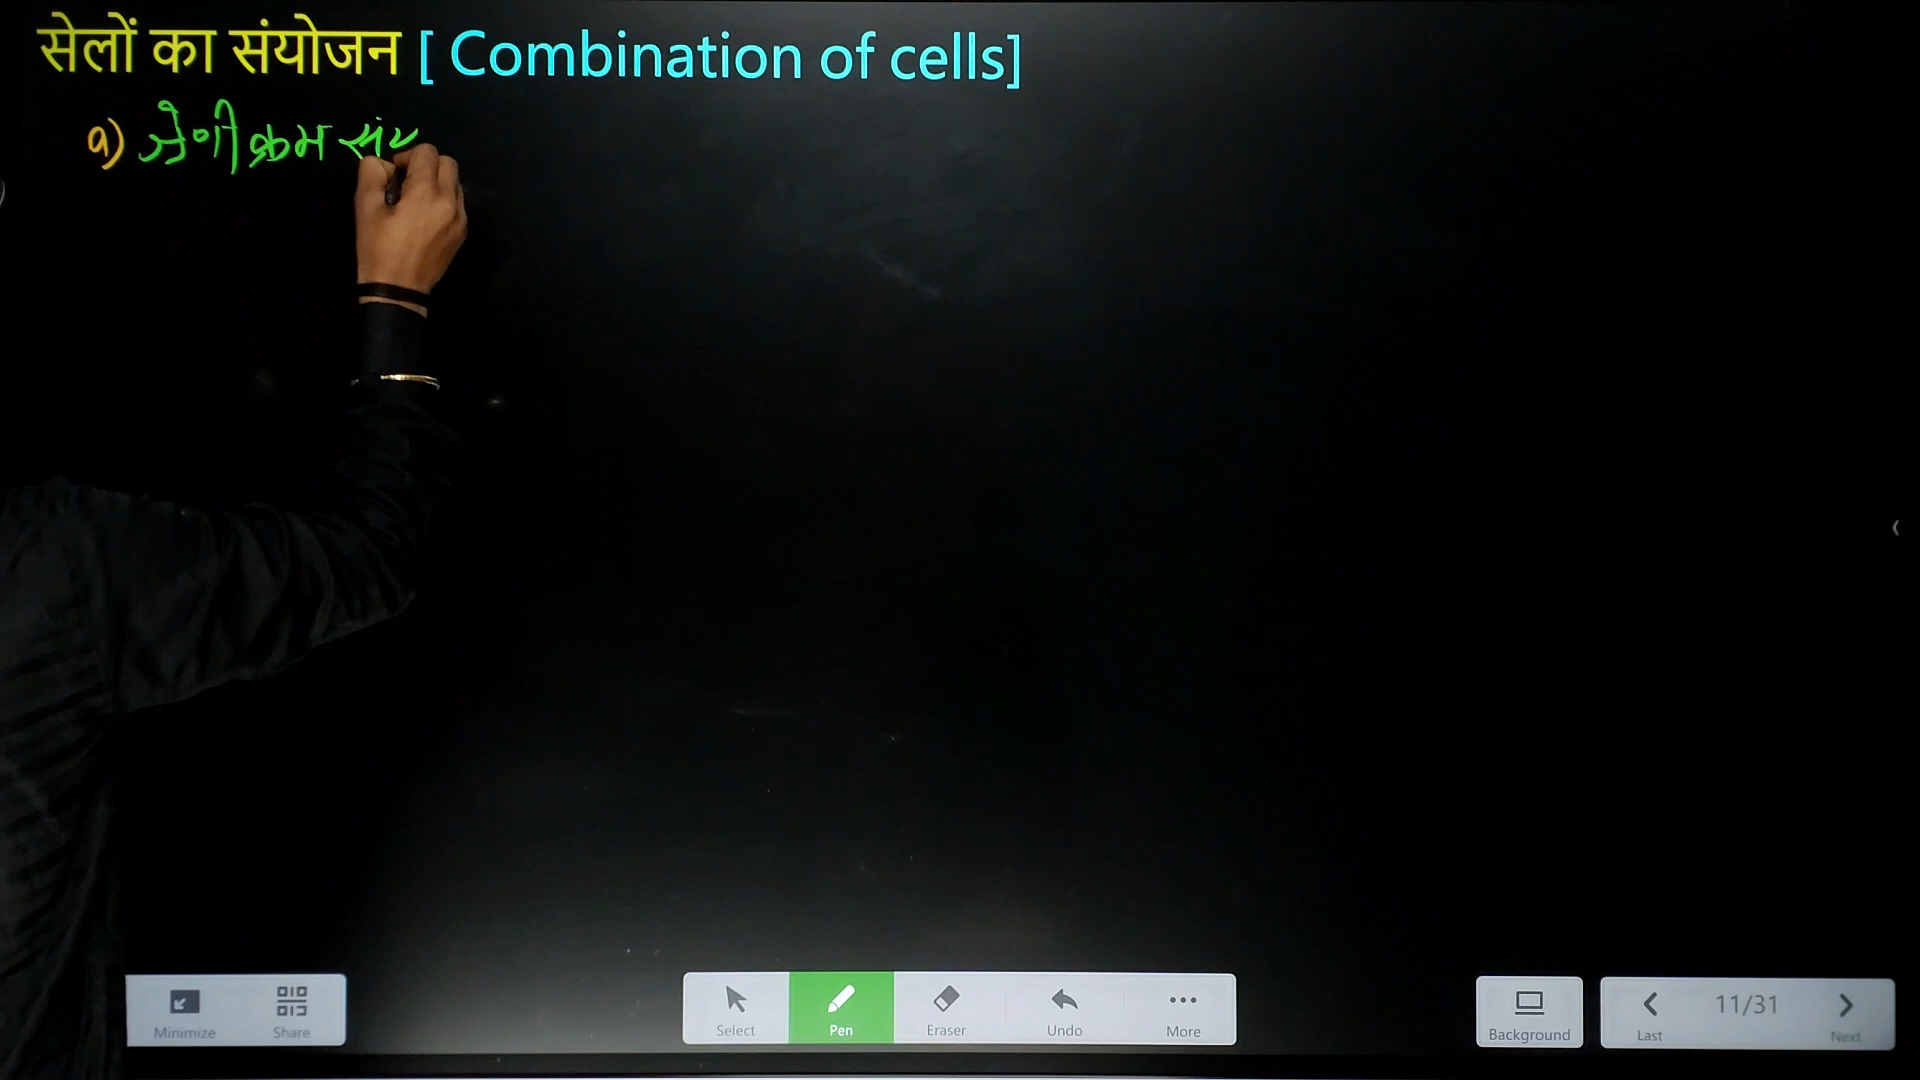 सेलों का संयोजन [ Combination of cells]
a) श्रेणीक्रम
Minimize
Share
Select
Pen
Eraser
Undo
More
Background
Last
11/31
Next